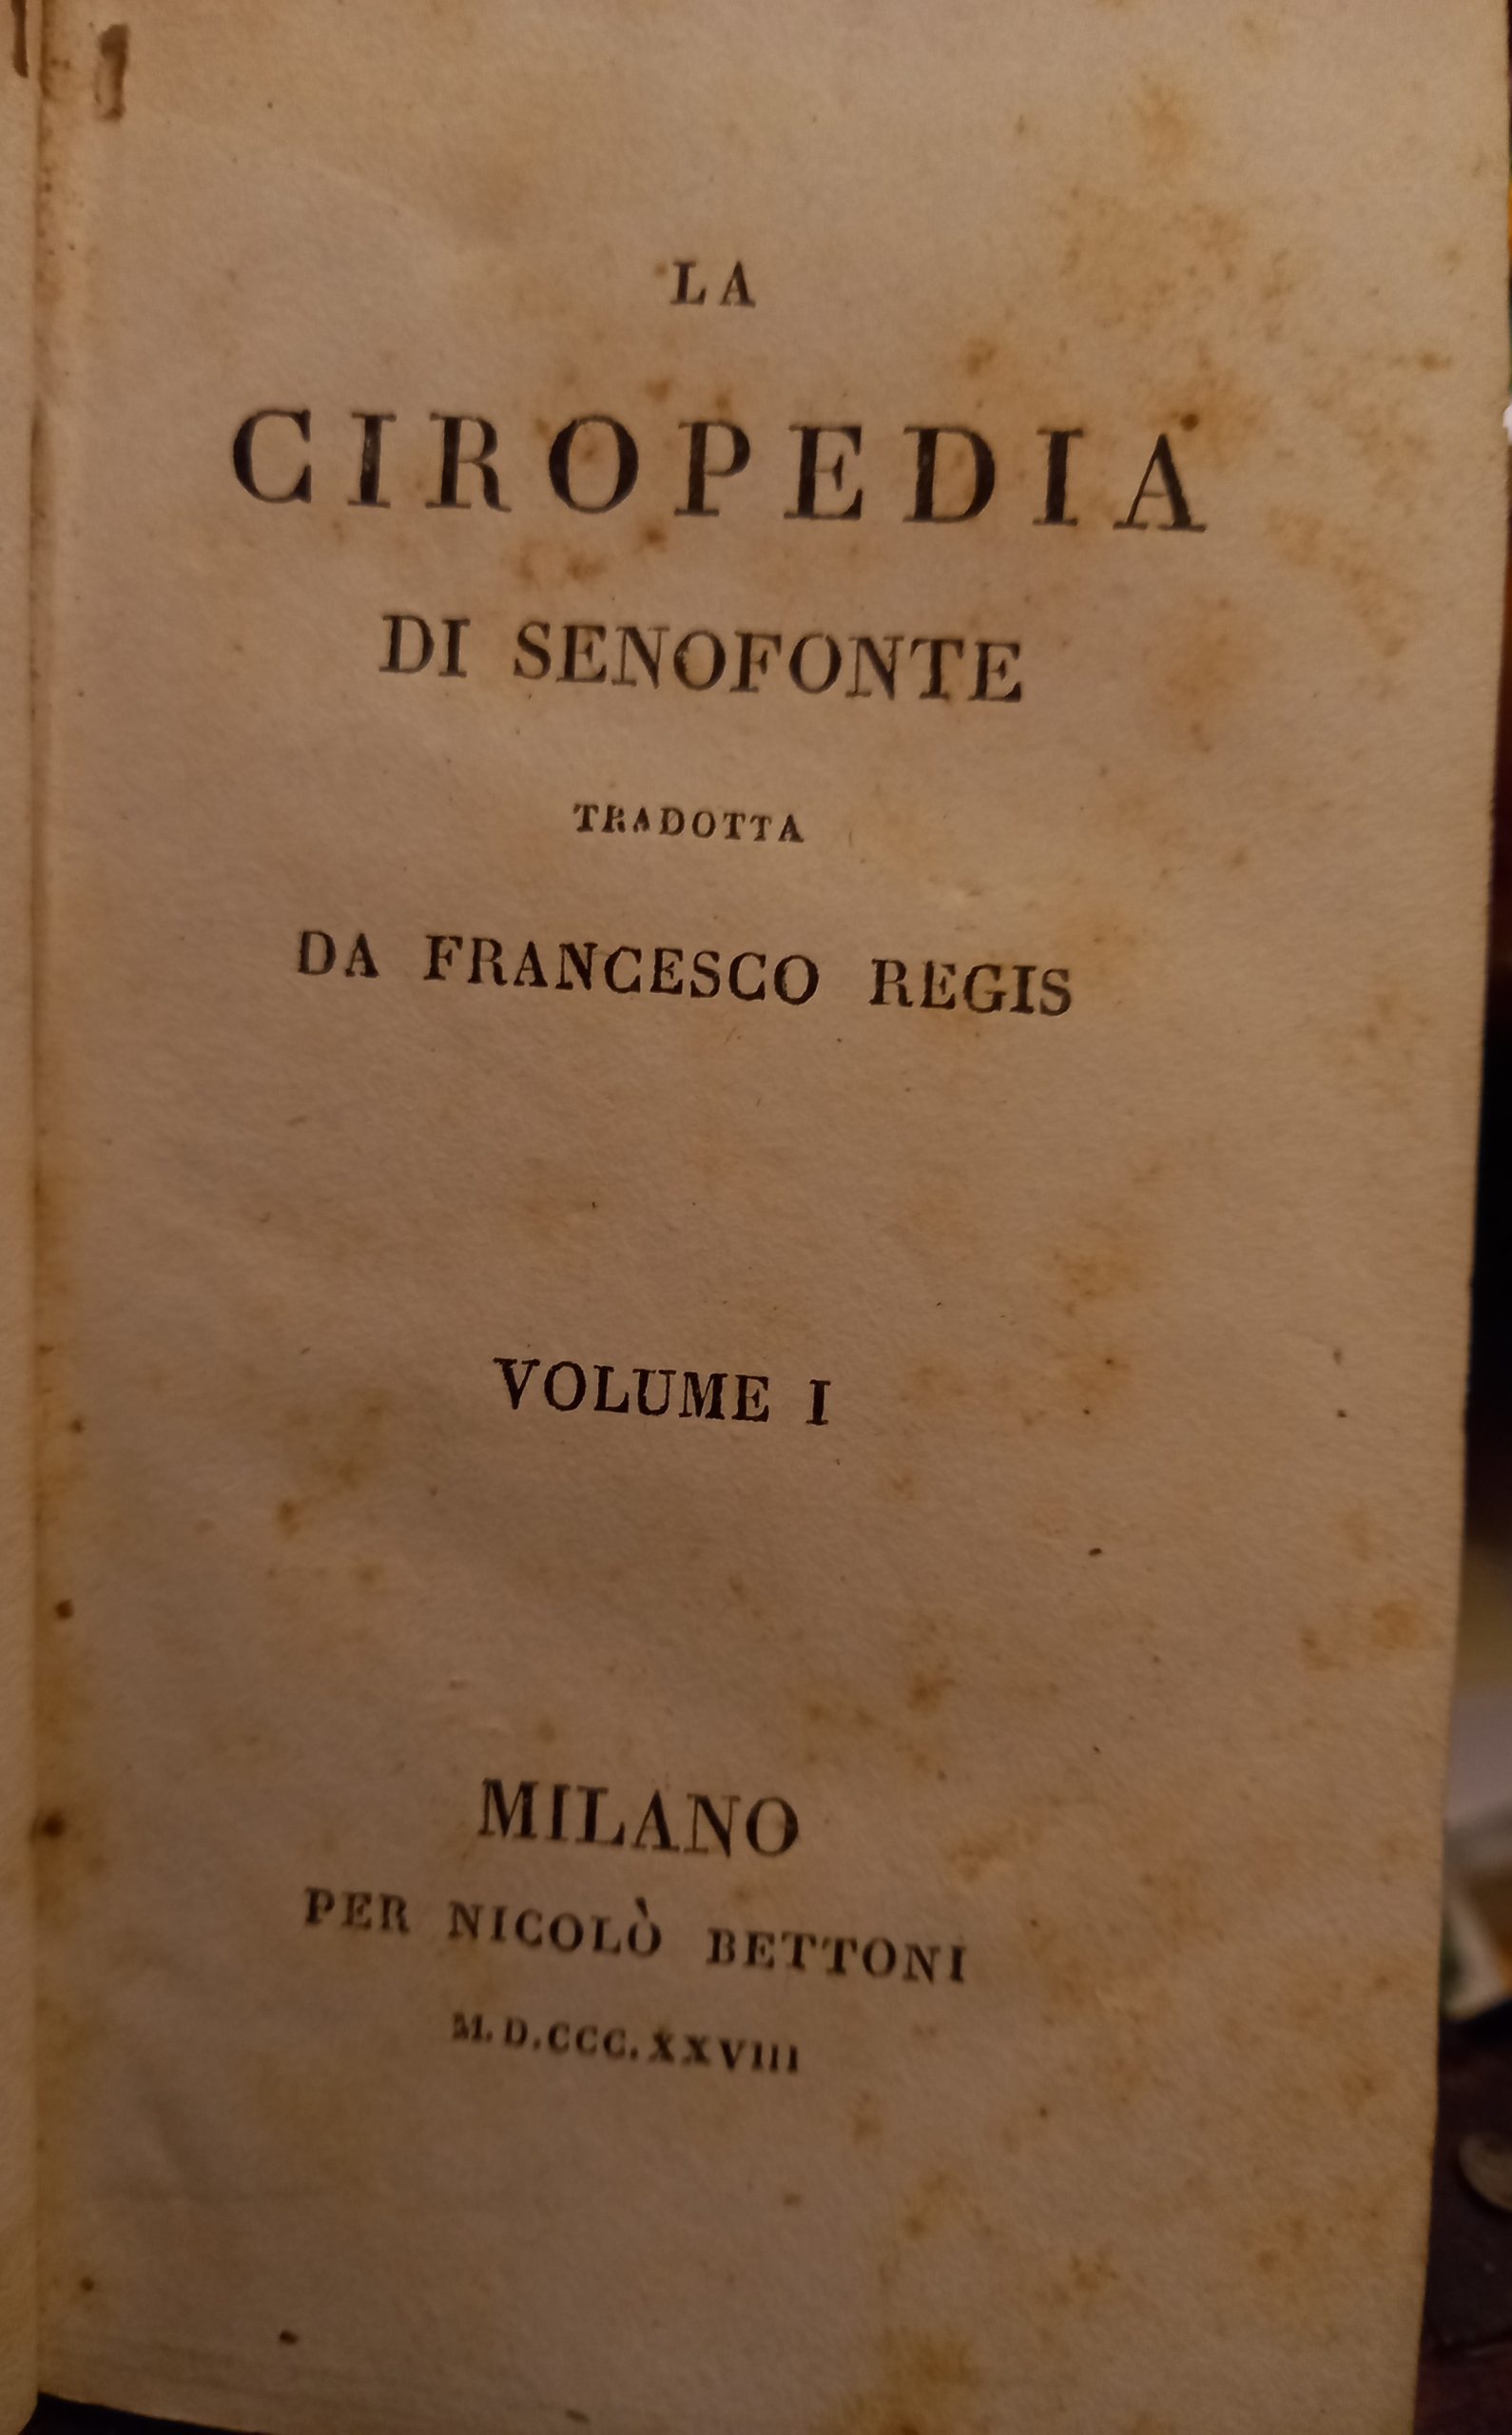 LA
CIROPEDIA
DI SENOFONTE
TRADOTTA
DA FRANCESCO REGIS
VOLUME I
MILANO
PER NICOLÒ BETTONI
M.D.CCC.XXVIII